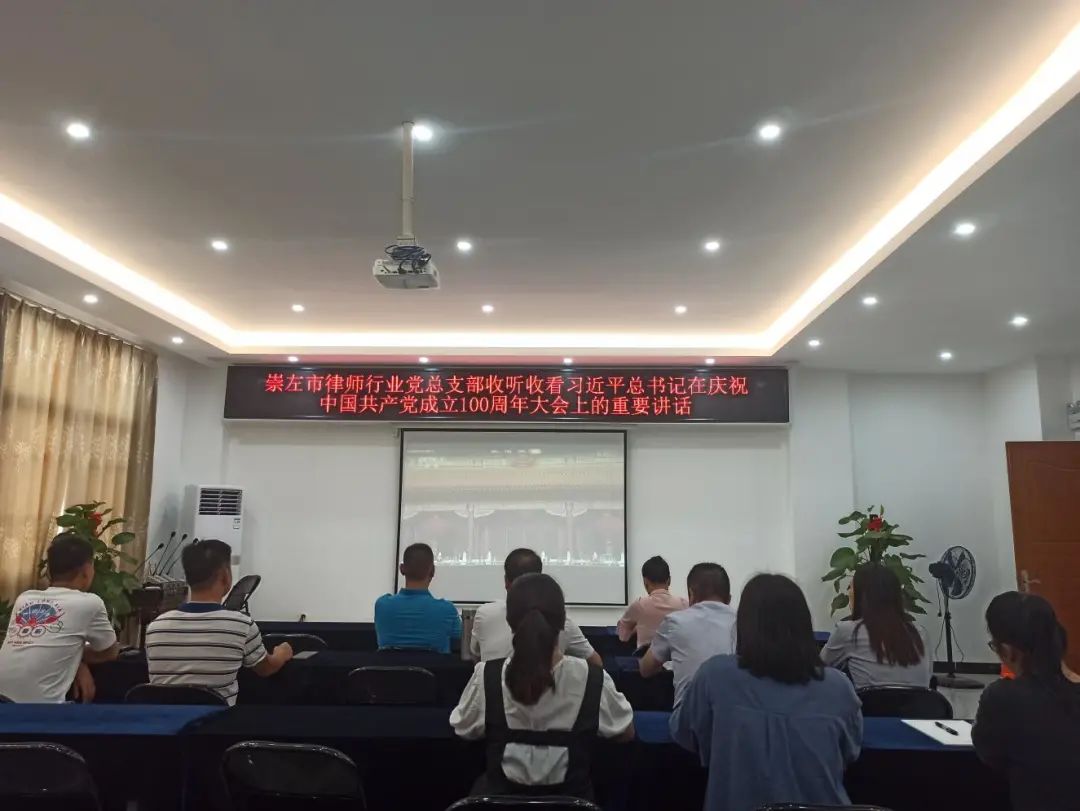 崇左市律师行业党总支部收听收看习近平总书记在庆祝
中国共产党成立100周年大会上的重要讲话